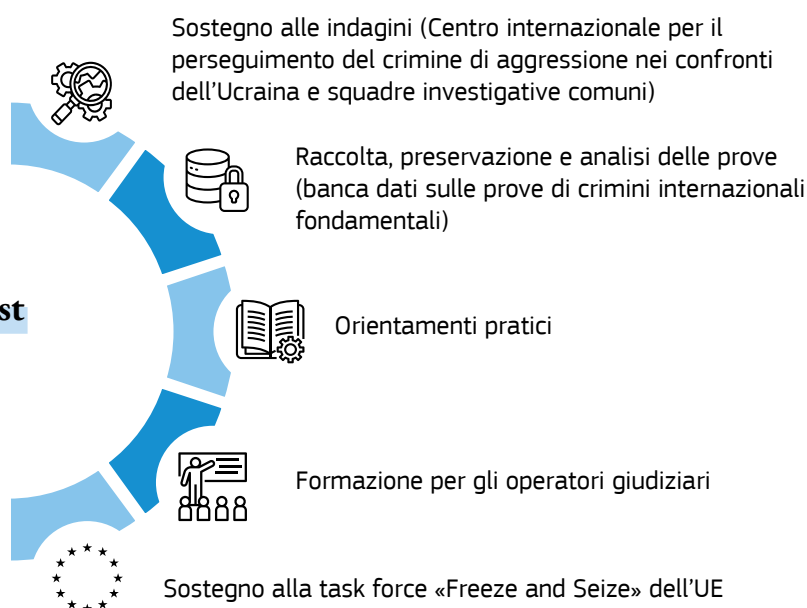 Sostegno alle indagini (Centro internazionale per il
perseguimento del crimine di aggressione nei confronti
dell'Ucraina e squadre investigative comuni)
Raccolta, preservazione e analisi delle prove
(banca dati sulle prove di crimini internazionali
fondamentali)
st
Orientamenti pratici
Formazione per gli operatori giudiziari
Sostegno alla task force «Freeze and Seize» dell'UE